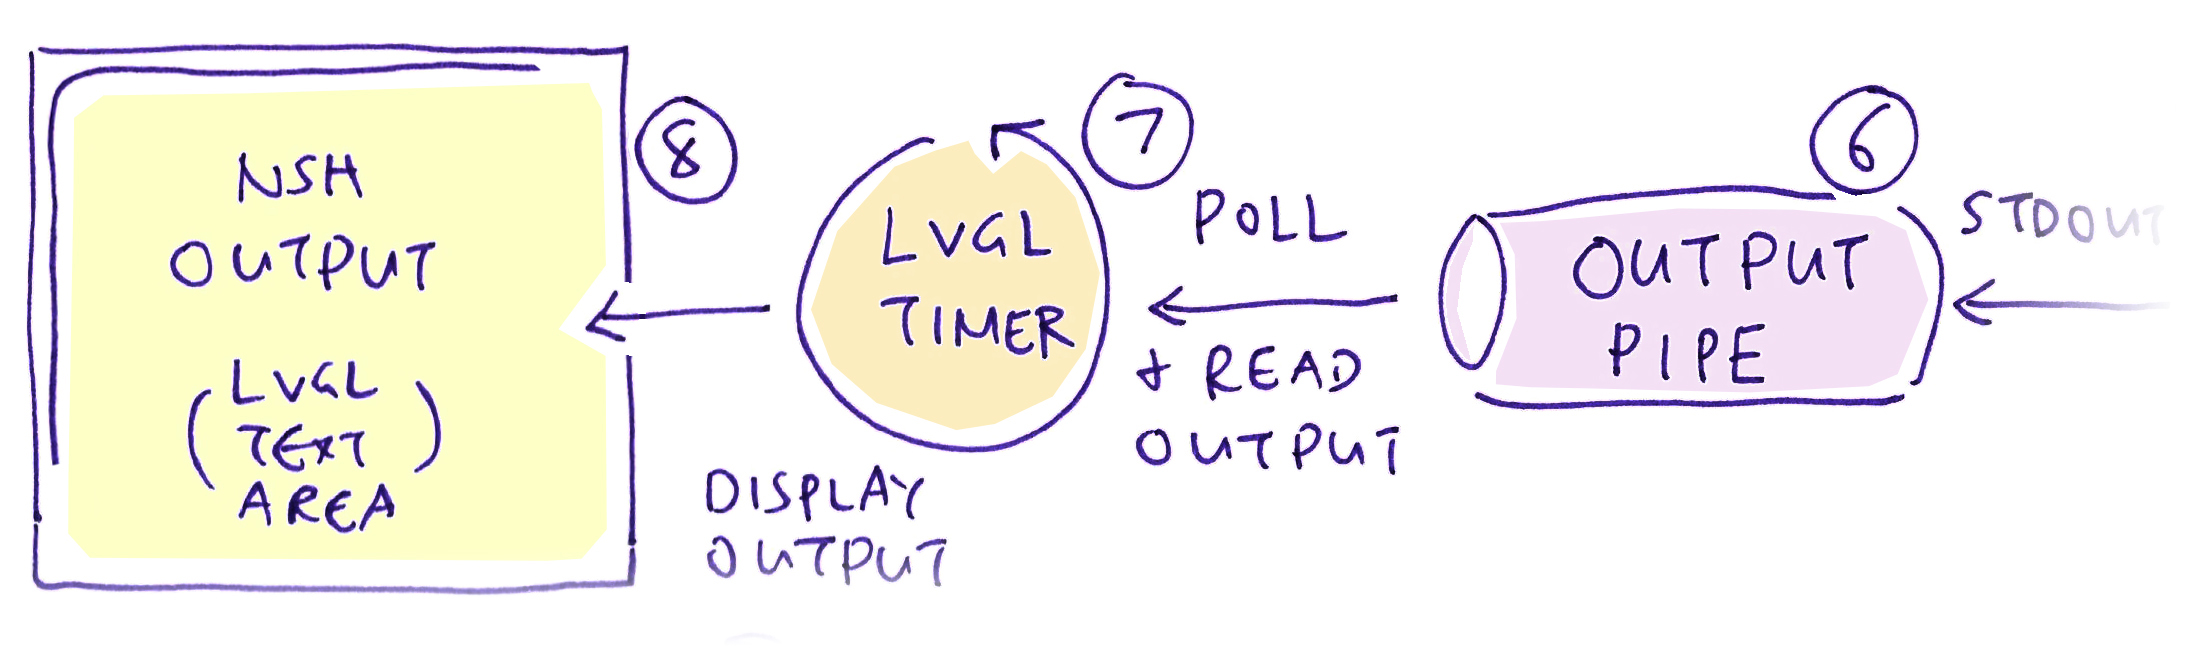 NSH
OUTPUT
( LVGL
TEXT
AREA )
8
DISPLAY
OUTPUT
LVGL
TIMER
7
POLL
+ READ
OUTPUT
6
OUTPUT
PIPE
STDOUT